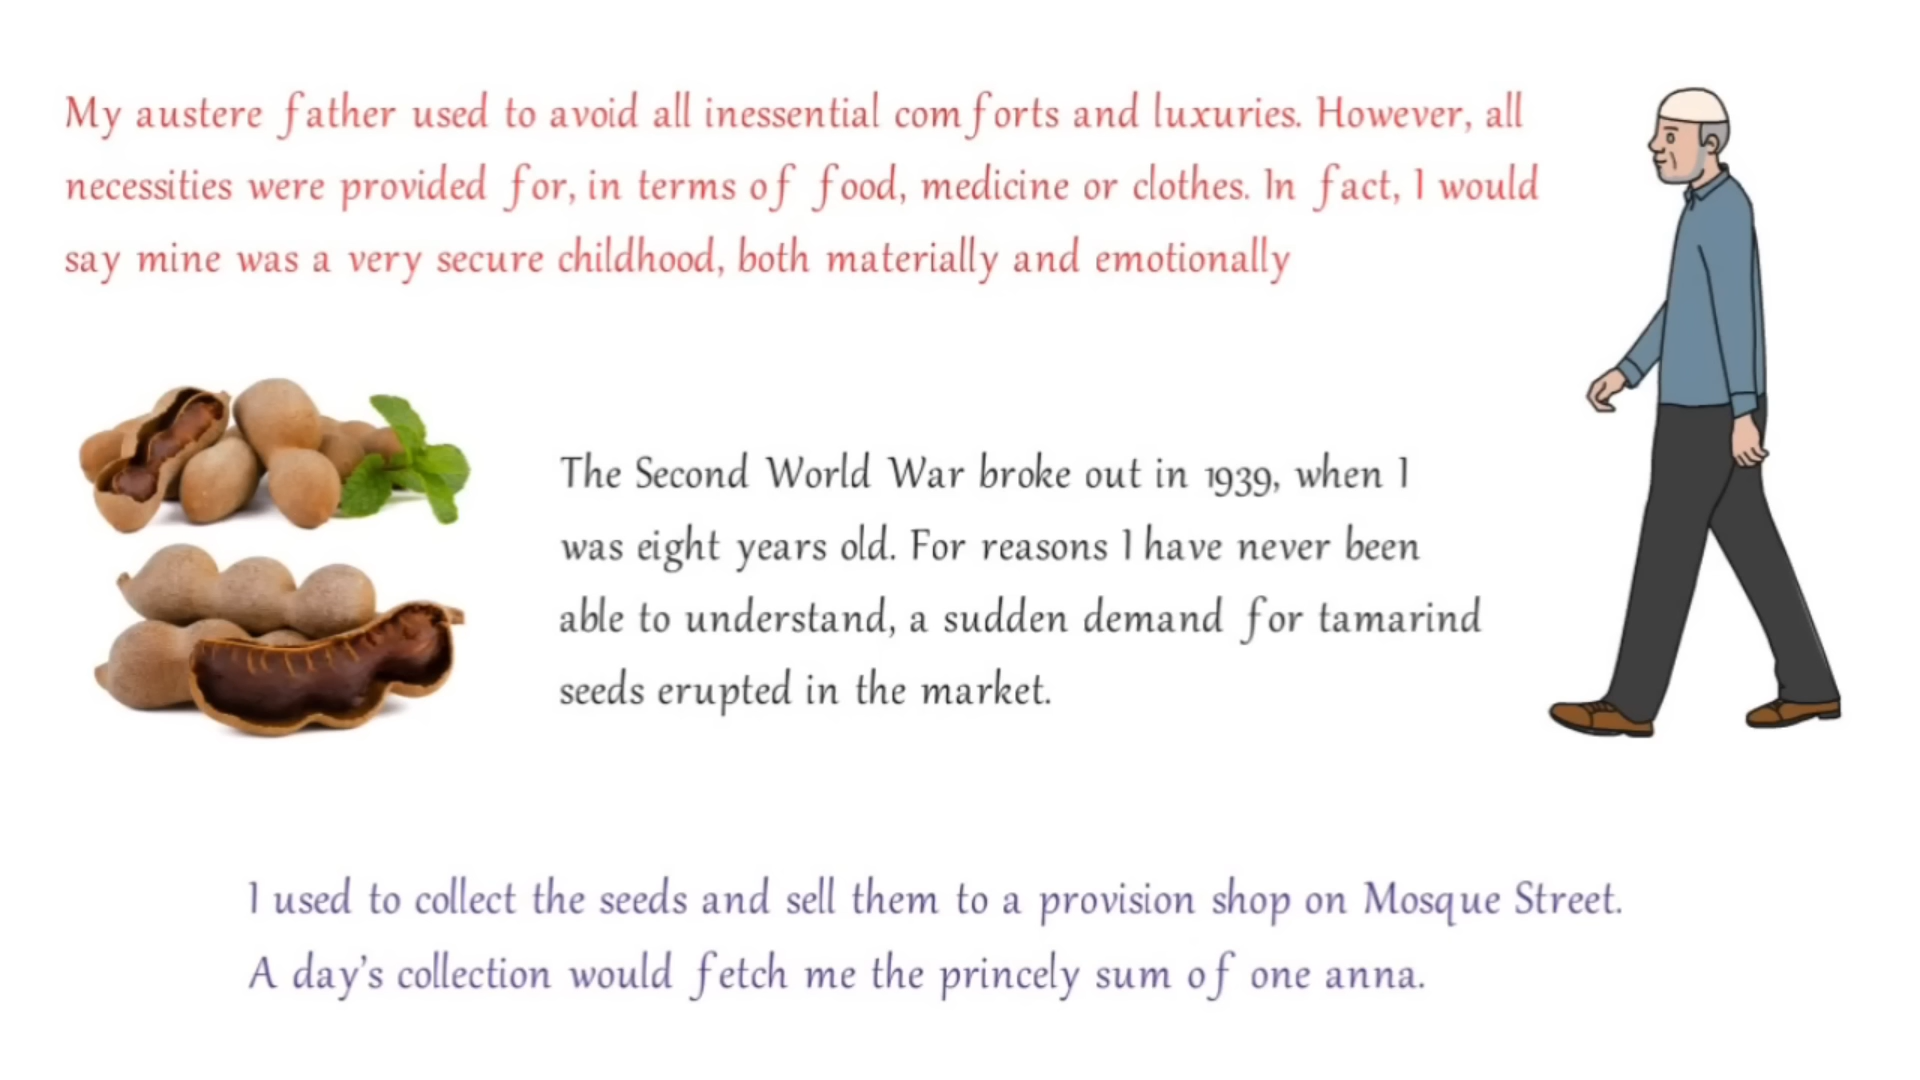 My austere father used to avoid all inessential comforts and luxuries. However, all
necessities were provided for, in terms of food, medicine or clothes. In fact, I would
say mine was a very secure childhood, both materially and emotionally
The Second World War broke out in 1939, when I
was eight years old. For reasons I have never been
able to understand, a sudden demand for tamarind
seeds erupted in the market.
I used to collect the seeds and sell them to a provision shop on Mosque Street.
A day's collection would fetch me the princely sum of one anna.